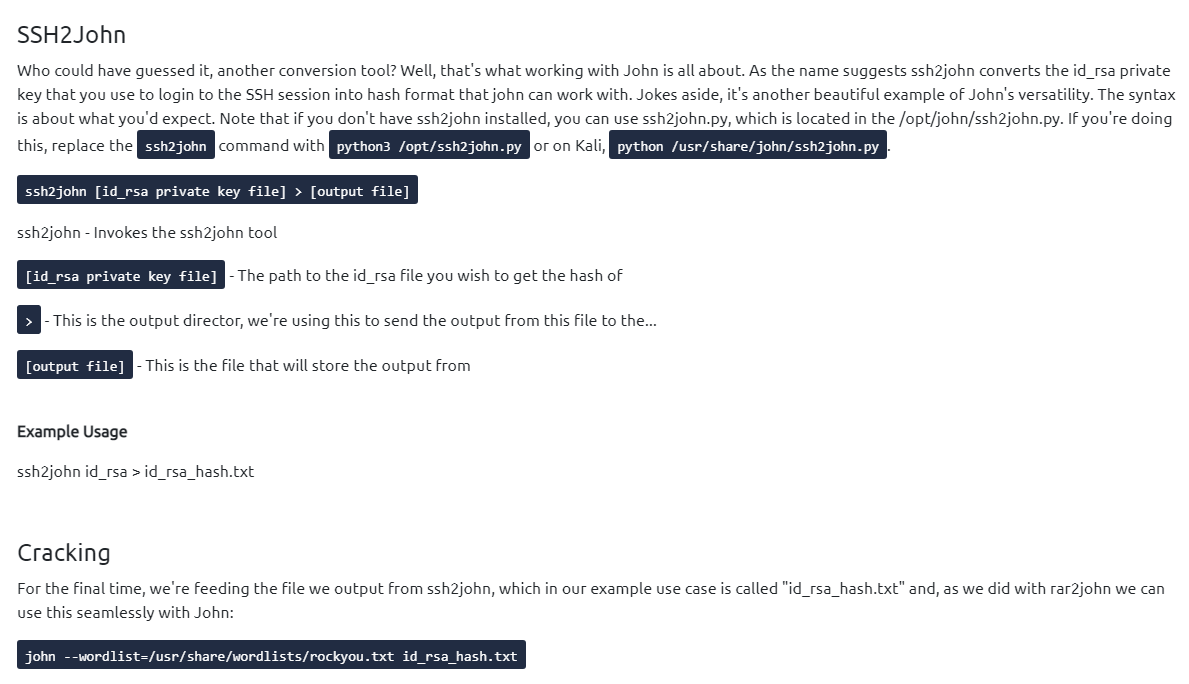 SSH2John
Who could have guessed it, another conversion tool? Well, that's what working with John is all about. As the name suggests ssh2john converts the id_rsa private
key that you use to login to the SSH session into hash format that john can work with. Jokes aside, it's another beautiful example of John's versatility. The syntax
is about what you'd expect. Note that if you don't have ssh2john installed, you can use ssh2john.py, which is located in the /opt/john/ssh2john.py. If you're doing
this, replace the ssh2john command with python3 /opt/ssh2john.py or on Kali, python /usr/share/john/ssh2john.py.
ssh2john [id_rsa private key file] > [output file]
ssh2john - Invokes the ssh2john tool
[id_rsa private key file] - The path to the id_rsa file you wish to get the hash of
> - This is the output director, we're using this to send the output from this file to the...
[output file] - This is the file that will store the output from
Example Usage
ssh2john id_rsa > id_rsa_hash.txt
Cracking
For the final time, we're feeding the file we output from ssh2john, which in our example use case is called "id_rsa_hash.txt" and, as we did with rar2john we can
use this seamlessly with John:
john --wordlist=/usr/share/wordlists/rockyou.txt id_rsa_hash.txt